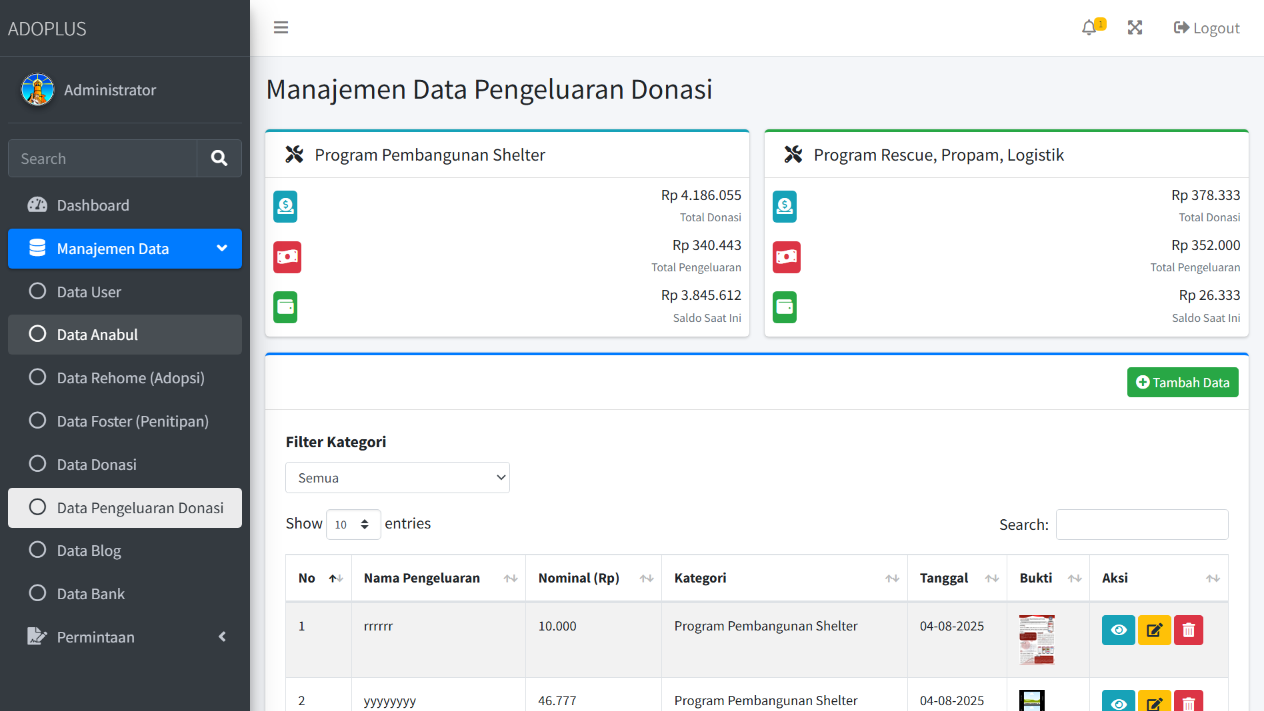 ADOPLUS
1
Logout
Administrator
Search
Dashboard
Manajemen Data
Data User
Data Anabul
Data Rehome (Adopsi)
Data Foster (Penitipan)
Data Donasi
Data Pengeluaran Donasi
Data Blog
Data Bank
Permintaan
Manajemen Data Pengeluaran Donasi
Program Pembangunan Shelter
Rp 4.186.055
Total Donasi
Rp 340.443
Total Pengeluaran
Rp 3.845.612
Saldo Saat Ini
Program Rescue, Propam, Logistik
Rp 378.333
Total Donasi
Rp 352.000
Total Pengeluaran
Rp 26.333
Saldo Saat Ini
Tambah Data
Filter Kategori
Semua
Show 10 entries
Search:
No Nama Pengeluaran Nominal (Rp) Kategori Tanggal Bukti Aksi
1 rrrrrr 10.000 Program Pembangunan Shelter 04-08-2025
2 yyyyyyyy 46.777 Program Pembangunan Shelter 04-08-2025